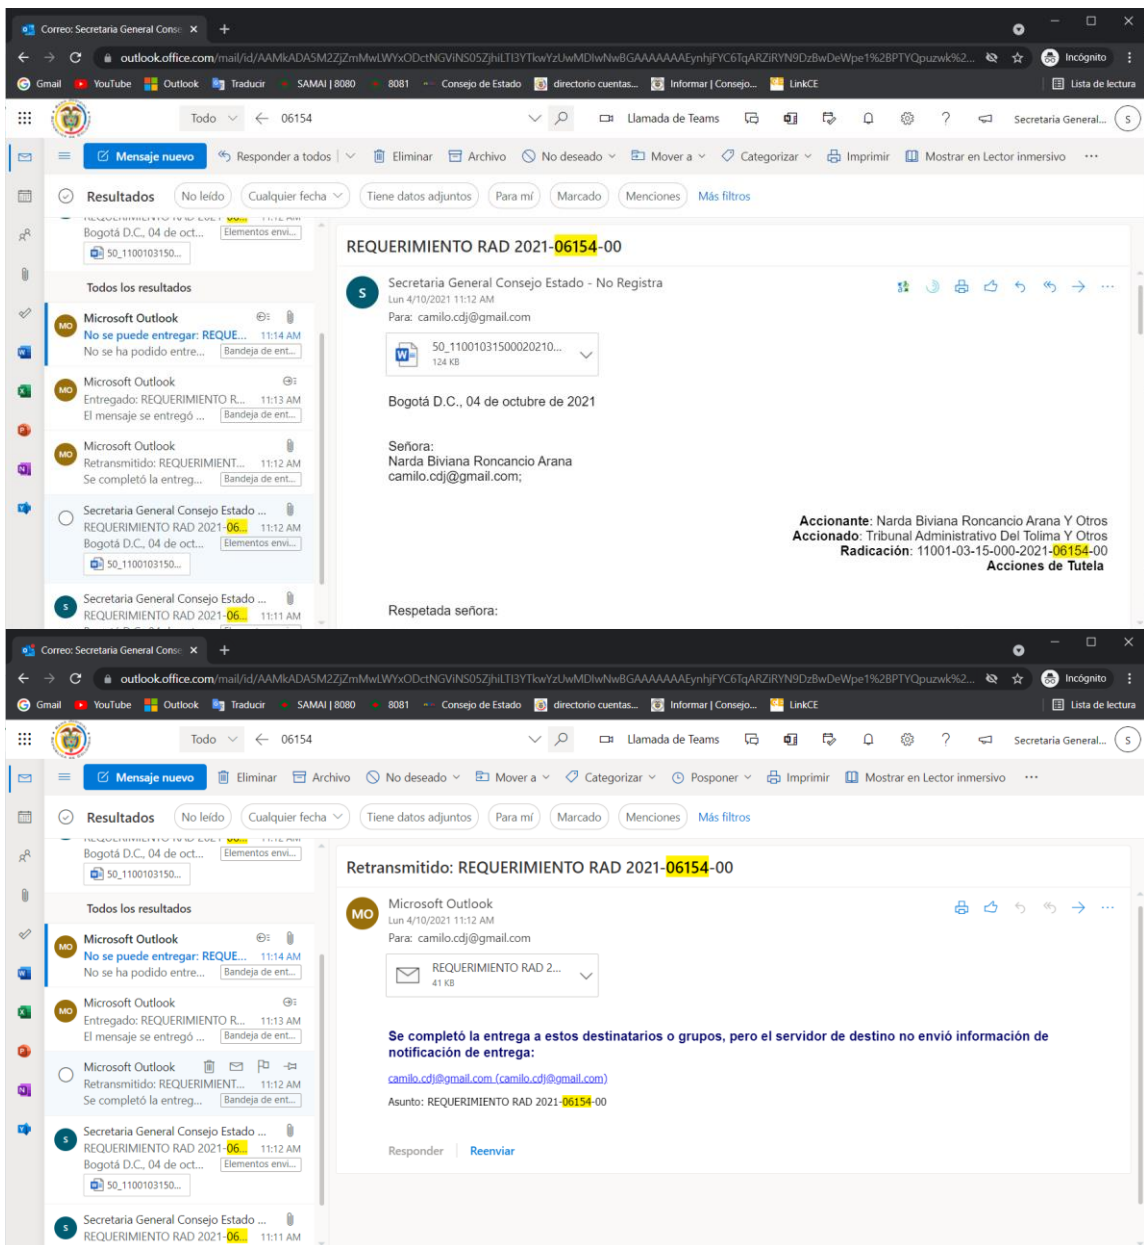 Correo: Secretaria General Conse
outlook.office.com/mail/id/AAMkADA5M2ZjZmMwLWYxODctNGViNS05ZjhiLTI3YTkwYzUwMDIwNwBGAAAAAAAEynhjFYC6TqARZiRYN9DzBwDeWpe1%2BPTYQpuzwk%2... Incógnito
Gmail YouTube Outlook Traducir SAMAI | 8080 8081 Consejo de Estado directorio cuentas... Informar | Consejo... LinkCE Lista de lectura
Todo 06154 Llamada de Teams Secretaria General... S
Mensaje nuevo Responder a todos Eliminar Archivo No deseado Mover a Categorizar Imprimir Mostrar en Lector inmersivo ...
Resultados No leído Cualquier fecha Tiene datos adjuntos Para mí Marcado Menciones Más filtros
REQUERIMIENTO RAD 2021-06... 11:12 AM
Bogotá D.C., 04 de oct... Elementos envi...
50_1100103150...
Todos los resultados
MO Microsoft Outlook
No se puede entregar: REQUE... 11:14 AM
No se ha podido entre... Bandeja de ent...
MO Microsoft Outlook
Entregado: REQUERIMIENTO R... 11:13 AM
El mensaje se entregó ... Bandeja de ent...
MO Microsoft Outlook
Retransmitido: REQUERIMIENT... 11:12 AM
Se completó la entreg... Bandeja de ent...
Secretaria General Consejo Estado ...
REQUERIMIENTO RAD 2021-06... 11:12 AM
Bogotá D.C., 04 de oct... Elementos envi...
50_1100103150...
S Secretaria General Consejo Estado ...
REQUERIMIENTO RAD 2021-06... 11:11 AM
REQUERIMIENTO RAD 2021-06154-00
S Secretaria General Consejo Estado - No Registra
Lun 4/10/2021 11:12 AM
Para: camilo.cdj@gmail.com
50_11001031500020210...
124 KB
Bogotá D.C., 04 de octubre de 2021
Señora:
Narda Biviana Roncancio Arana
camilo.cdj@gmail.com;
Accionante: Narda Biviana Roncancio Arana Y Otros
Accionado: Tribunal Administrativo Del Tolima Y Otros
Radicación: 11001-03-15-000-2021-06154-00
Acciones de Tutela
Respetada señora:
Correo: Secretaria General Conse
outlook.office.com/mail/id/AAMkADA5M2ZjZmMwLWYxODctNGViNS05ZjhiLTI3YTkwYzUwMDIwNwBGAAAAAAAEynhjFYC6TqARZiRYN9DzBwDeWpe1%2BPTYQpuzwk%2... Incógnito
Gmail YouTube Outlook Traducir SAMAI | 8080 8081 Consejo de Estado directorio cuentas... Informar | Consejo... LinkCE Lista de lectura
Todo 06154 Llamada de Teams Secretaria General... S
Mensaje nuevo Eliminar Archivo No deseado Mover a Categorizar Posponer Imprimir Mostrar en Lector inmersivo ...
Resultados No leído Cualquier fecha Tiene datos adjuntos Para mí Marcado Menciones Más filtros
REQUERIMIENTO RAD 2021-06... 11:12 AM
Bogotá D.C., 04 de oct... Elementos envi...
50_1100103150...
Todos los resultados
MO Microsoft Outlook
No se puede entregar: REQUE... 11:14 AM
No se ha podido entre... Bandeja de ent...
MO Microsoft Outlook
Entregado: REQUERIMIENTO R... 11:13 AM
El mensaje se entregó ... Bandeja de ent...
Microsoft Outlook
Retransmitido: REQUERIMIENT... 11:12 AM
Se completó la entreg... Bandeja de ent...
S Secretaria General Consejo Estado ...
REQUERIMIENTO RAD 2021-06... 11:12 AM
Bogotá D.C., 04 de oct... Elementos envi...
50_1100103150...
S Secretaria General Consejo Estado ...
REQUERIMIENTO RAD 2021-06... 11:11 AM
Retransmitido: REQUERIMIENTO RAD 2021-06154-00
MO Microsoft Outlook
Lun 4/10/2021 11:12 AM
Para: camilo.cdj@gmail.com
REQUERIMIENTO RAD 2...
41 KB
Se completó la entrega a estos destinatarios o grupos, pero el servidor de destino no envió información de
notificación de entrega:
camilo.cdj@gmail.com (camilo.cdj@gmail.com)
Asunto: REQUERIMIENTO RAD 2021-06154-00
Responder Reenviar